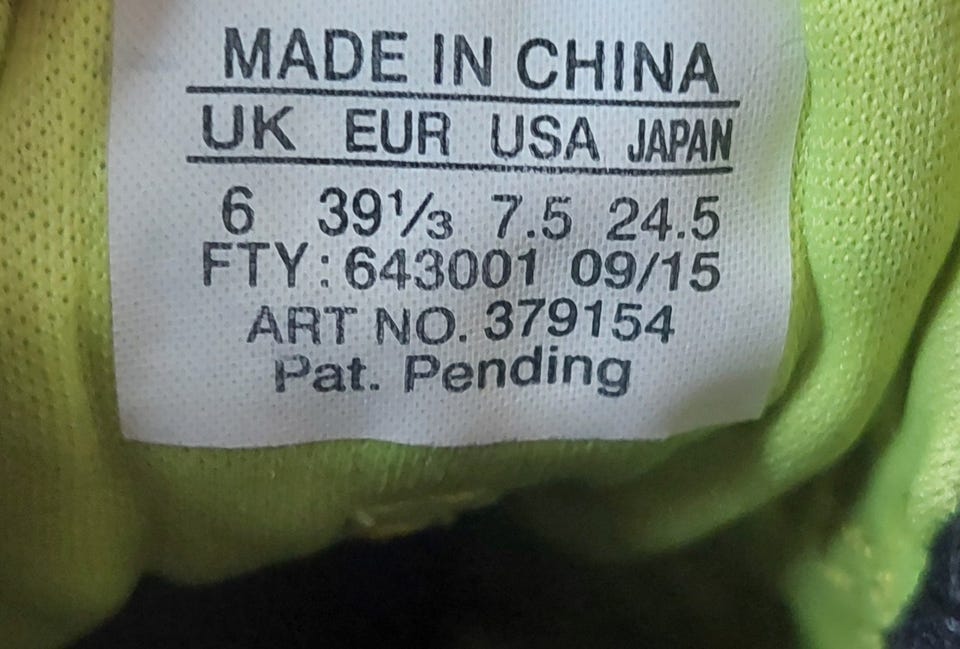 MADE IN CHINA
UK EUR USA JAPAN
6 39⅓ 7.5 24.5
FTY: 643001 09/15
ART NO. 379154
Pat. Pending